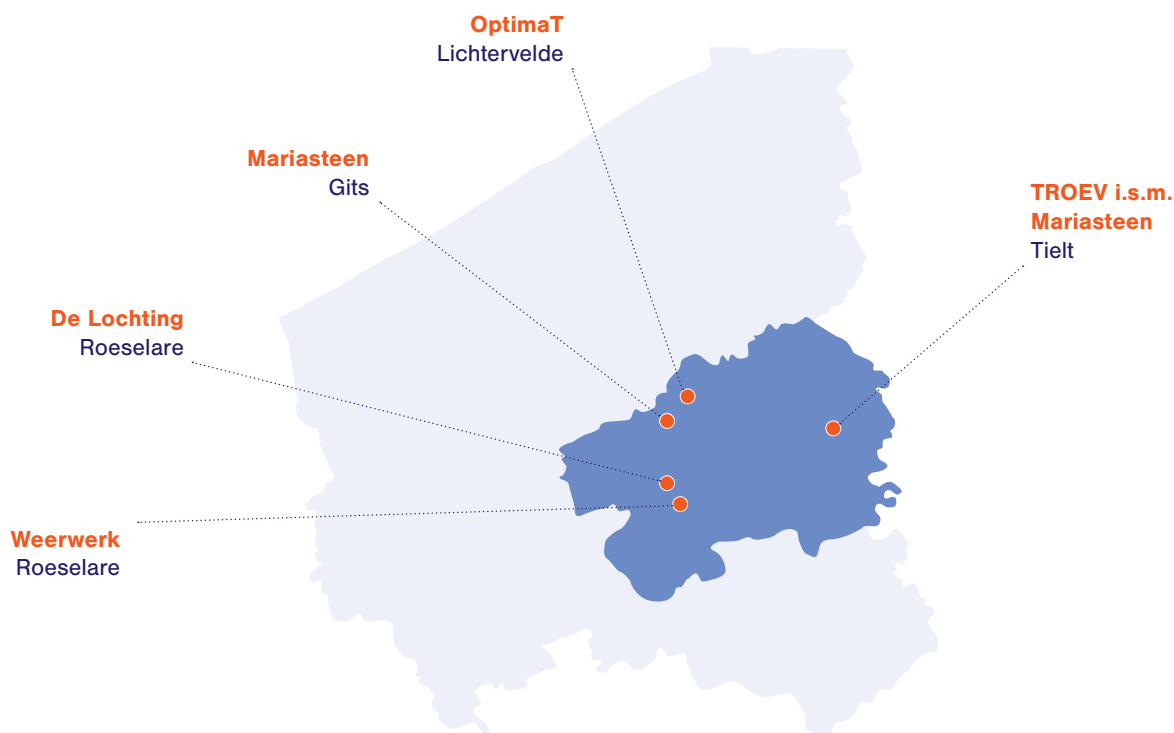 OptimaT
Lichtervelde
Mariasteen
Gits
TROEV i.s.m.
Mariasteen
Tielt
De Lochting
Roeselare
Weerwerk
Roeselare